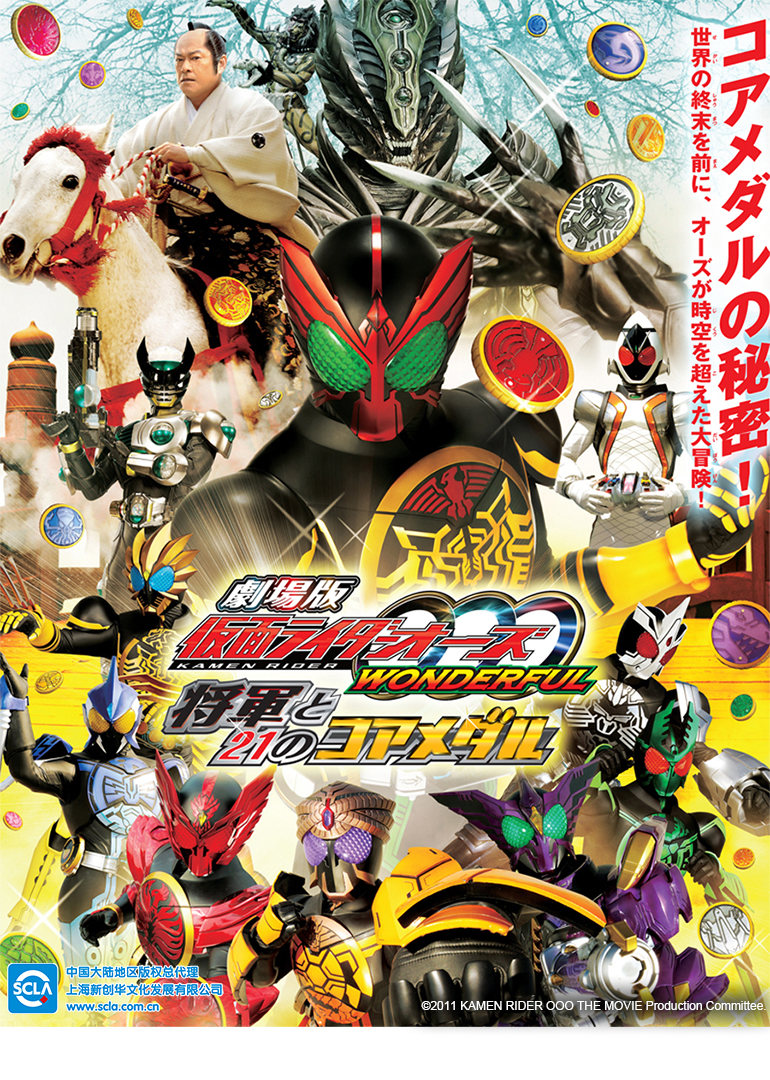 コアメダルの秘密！
世界の終末を前に、オーズが時空を超えた大冒険！
劇場版
仮面ライダーオーズ
KAMEN RIDER
OOO
WONDERFUL
将軍と
21のコアメダル
SCLA
中国大陆地区版权总代理
上海新创华文化发展有限公司
www.scla.com.cn
©2011 KAMEN RIDER OOO THE MOVIE Production Committee.